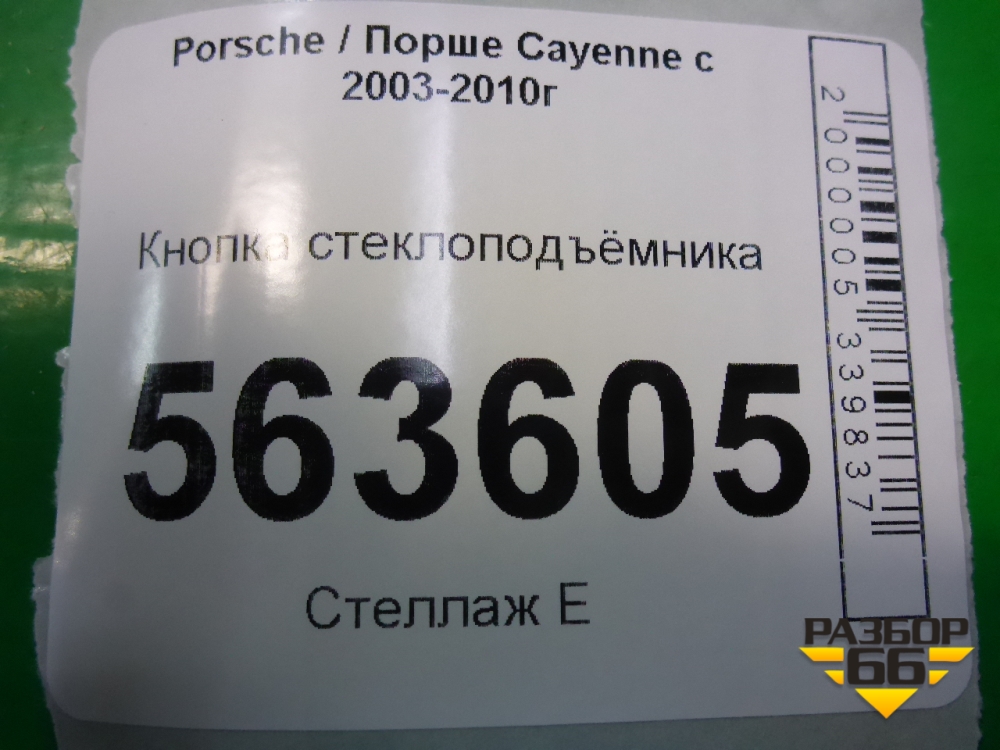 Porsche / Порше Cayenne с
2003-2010г
Кнопка стеклоподъёмника
563605
Стеллаж Е
2000005339837
РАЗБОР
66